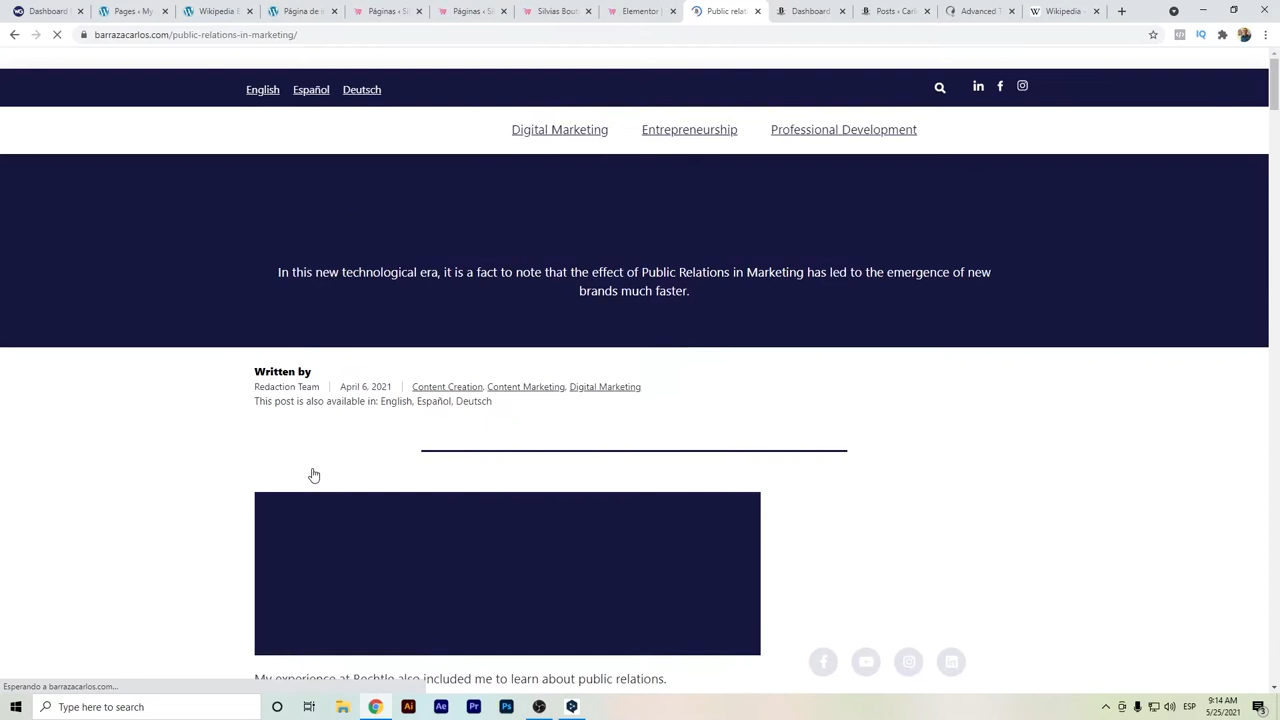 Dashboard
Pages ‹ My
Wikipedia E
Página de i
Páginas ‹ Si
Páginas ‹ Sil
Silvias Bout
Elementor |
Public relat
Dashboard
Posts ‹ Carl
Advanced T
Wikipedia
barrazacarlos.com/public-relations-in-marketing/
English Español Deutsch
Digital Marketing Entrepreneurship Professional Development
In this new technological era, it is a fact to note that the effect of Public Relations in Marketing has led to the emergence of new
brands much faster.
Written by
Redaction Team April 6, 2021 Content Creation, Content Marketing, Digital Marketing
This post is also available in: English, Español, Deutsch
My experience at Bechtle also included me to learn about public relations.
Esperando a barrazacarlos.com...
Type here to search
ESP
9:14 AM
5/25/2021